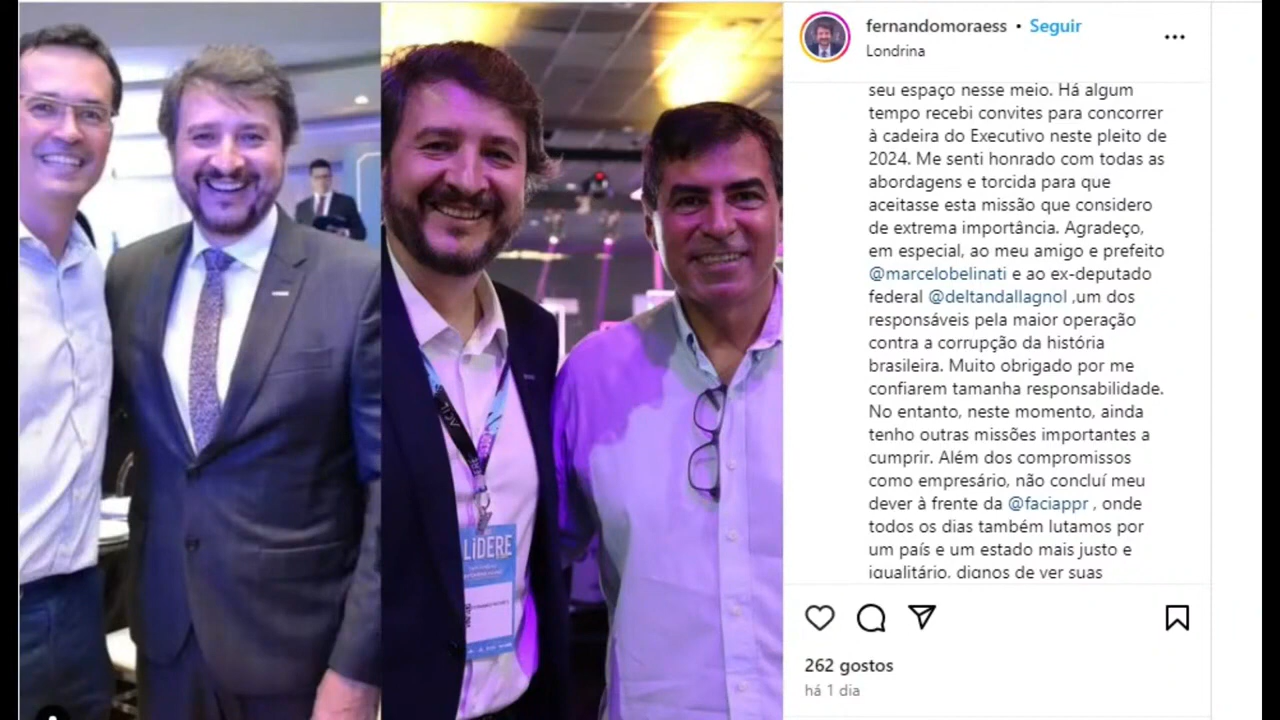 fernandomoraess • Seguir
Londrina
seu espaço nesse meio. Há algum
tempo recebi convites para concorrer
à cadeira do Executivo neste pleito de
2024. Me senti honrado com todas as
abordagens e torcida para que
aceitasse esta missão que considero
de extrema importância. Agradeço,
em especial, ao meu amigo e prefeito
@marcelobelinati e ao ex-deputado
federal @deltandallagnol ,um dos
responsáveis pela maior operação
contra a corrupção da história
brasileira. Muito obrigado por me
confiarem tamanha responsabilidade.
No entanto, neste momento, ainda
tenho outras missões importantes a
cumprir. Além dos compromissos
como empresário, não concluí meu
dever à frente da @faciappr , onde
todos os dias também lutamos por
um país e um estado mais justo e
igualitário, dignos de ver suas
262 gostos
há 1 dia
LiDERE